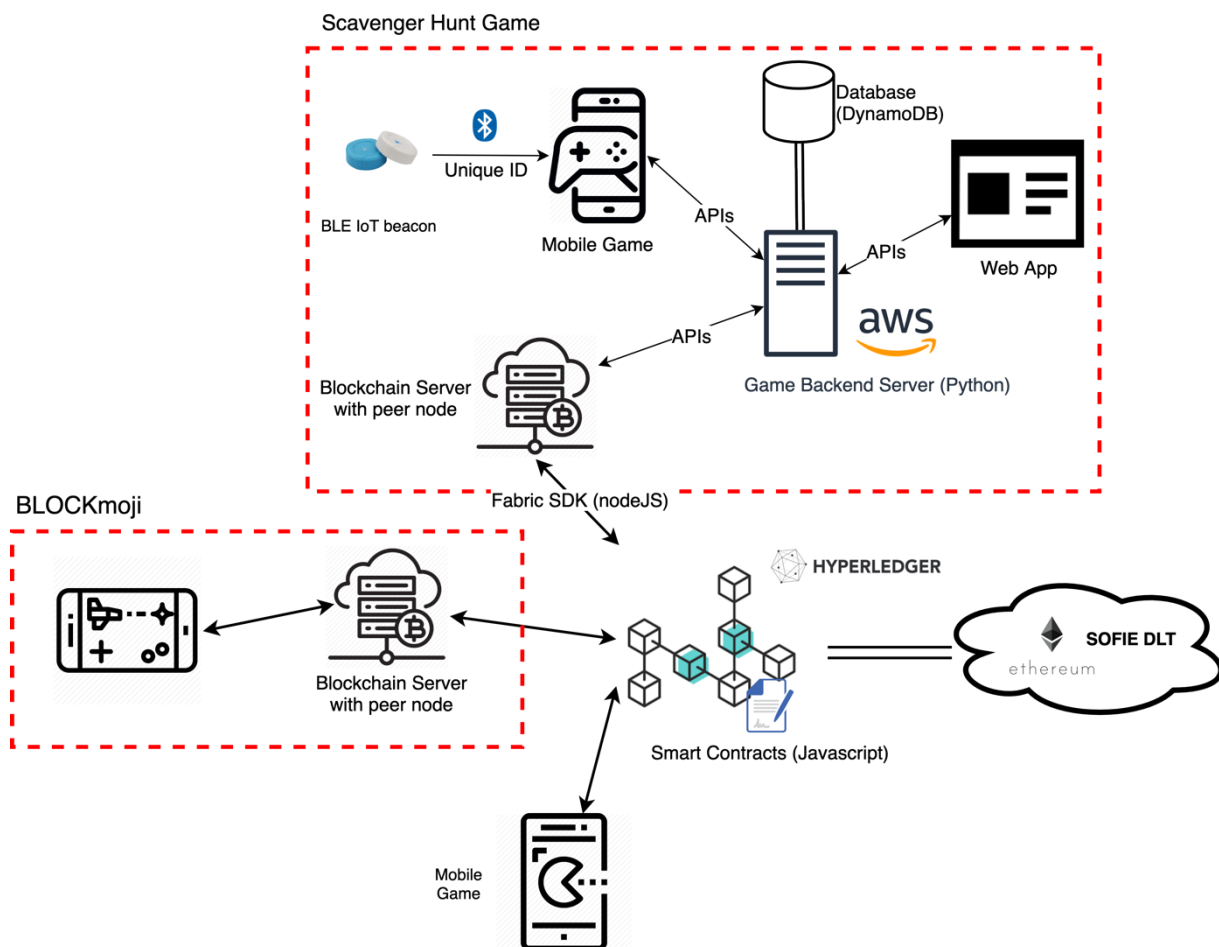 Scavenger Hunt Game
Database
(DynamoDB)
Unique ID
BLE IoT beacon
Mobile Game
APIs
APIs
Web App
aws
APIs
Game Backend Server (Python)
Blockchain Server
with peer node
Fabric SDK (nodeJS)
BLOCKmoji
HYPERLEDGER
SOFIE DLT
ethereum
Blockchain Server
with peer node
Smart Contracts (Javascript)
Mobile
Game